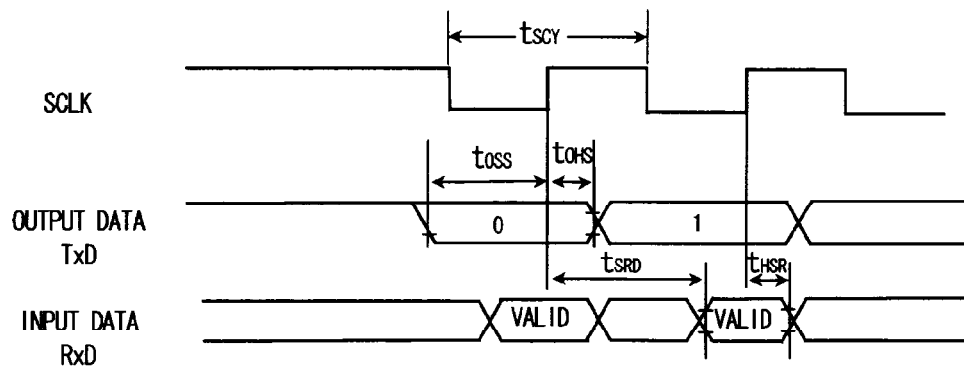 tSCY
SCLK
tOSS
tOHS
OUTPUT DATA
TxD
0
1
tSRD
tHSR
INPUT DATA
RxD
VALID
VALID